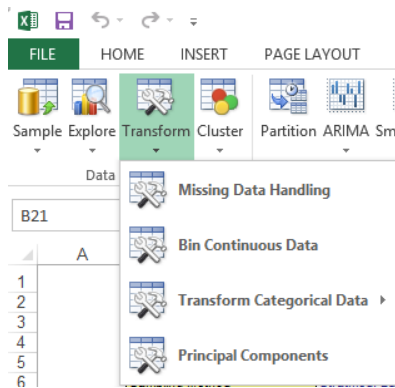 FILE HOME INSERT PAGE LAYOUT
Sample Explore Transform Cluster Partition ARIMA Sm
Data
Missing Data Handling
B21
Bin Continuous Data
A
1
2
Transform Categorical Data
3
4
Principal Components
5
6